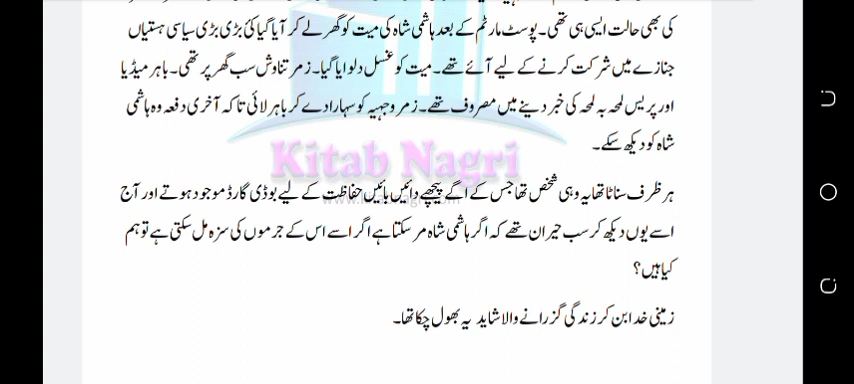 کی بھی حالت ایسی ہی تھی۔ پوسٹ مارٹم کے بعد ہاشمی شاہ کی میت کو گھر لے کر آیا گیا کئی بڑی بڑی سیاسی ہستیاں
جنازے میں شرکت کرنے کے لیے آئے تھے۔ میت کو غسل دلوایا گیا۔ زمر تناوش سب گھر پر تھی۔ باہر میڈیا
اور پریس لمحہ بہ لمحہ کی خبر دینے میں مصروف تھے۔ زمر وجہیہ کو سہارا دے کر باہر لائی تاکہ آخری دفعہ وہ ہاشمی
شاہ کو دیکھ سکے۔
Kitab Nagri
ہر ظرف سناٹا تھا یہ وہی شخص تھا جس کے اگے پیچھے دائیں بائیں حفاظت کے لیے بوڈی گارڈ موجود ہوتے اور آج
اسے یوں دیکھ کر سب حیران تھے کہ اگر ہاشمی شاہ مر سکتا ہے اگر اسے اس کے جرموں کی سزہ مل سکتی ہے تو ہم
کیا ہیں؟
زمینی خدا بن کر زندگی گزرانے والا شاید یہ بھول چکا تھا۔